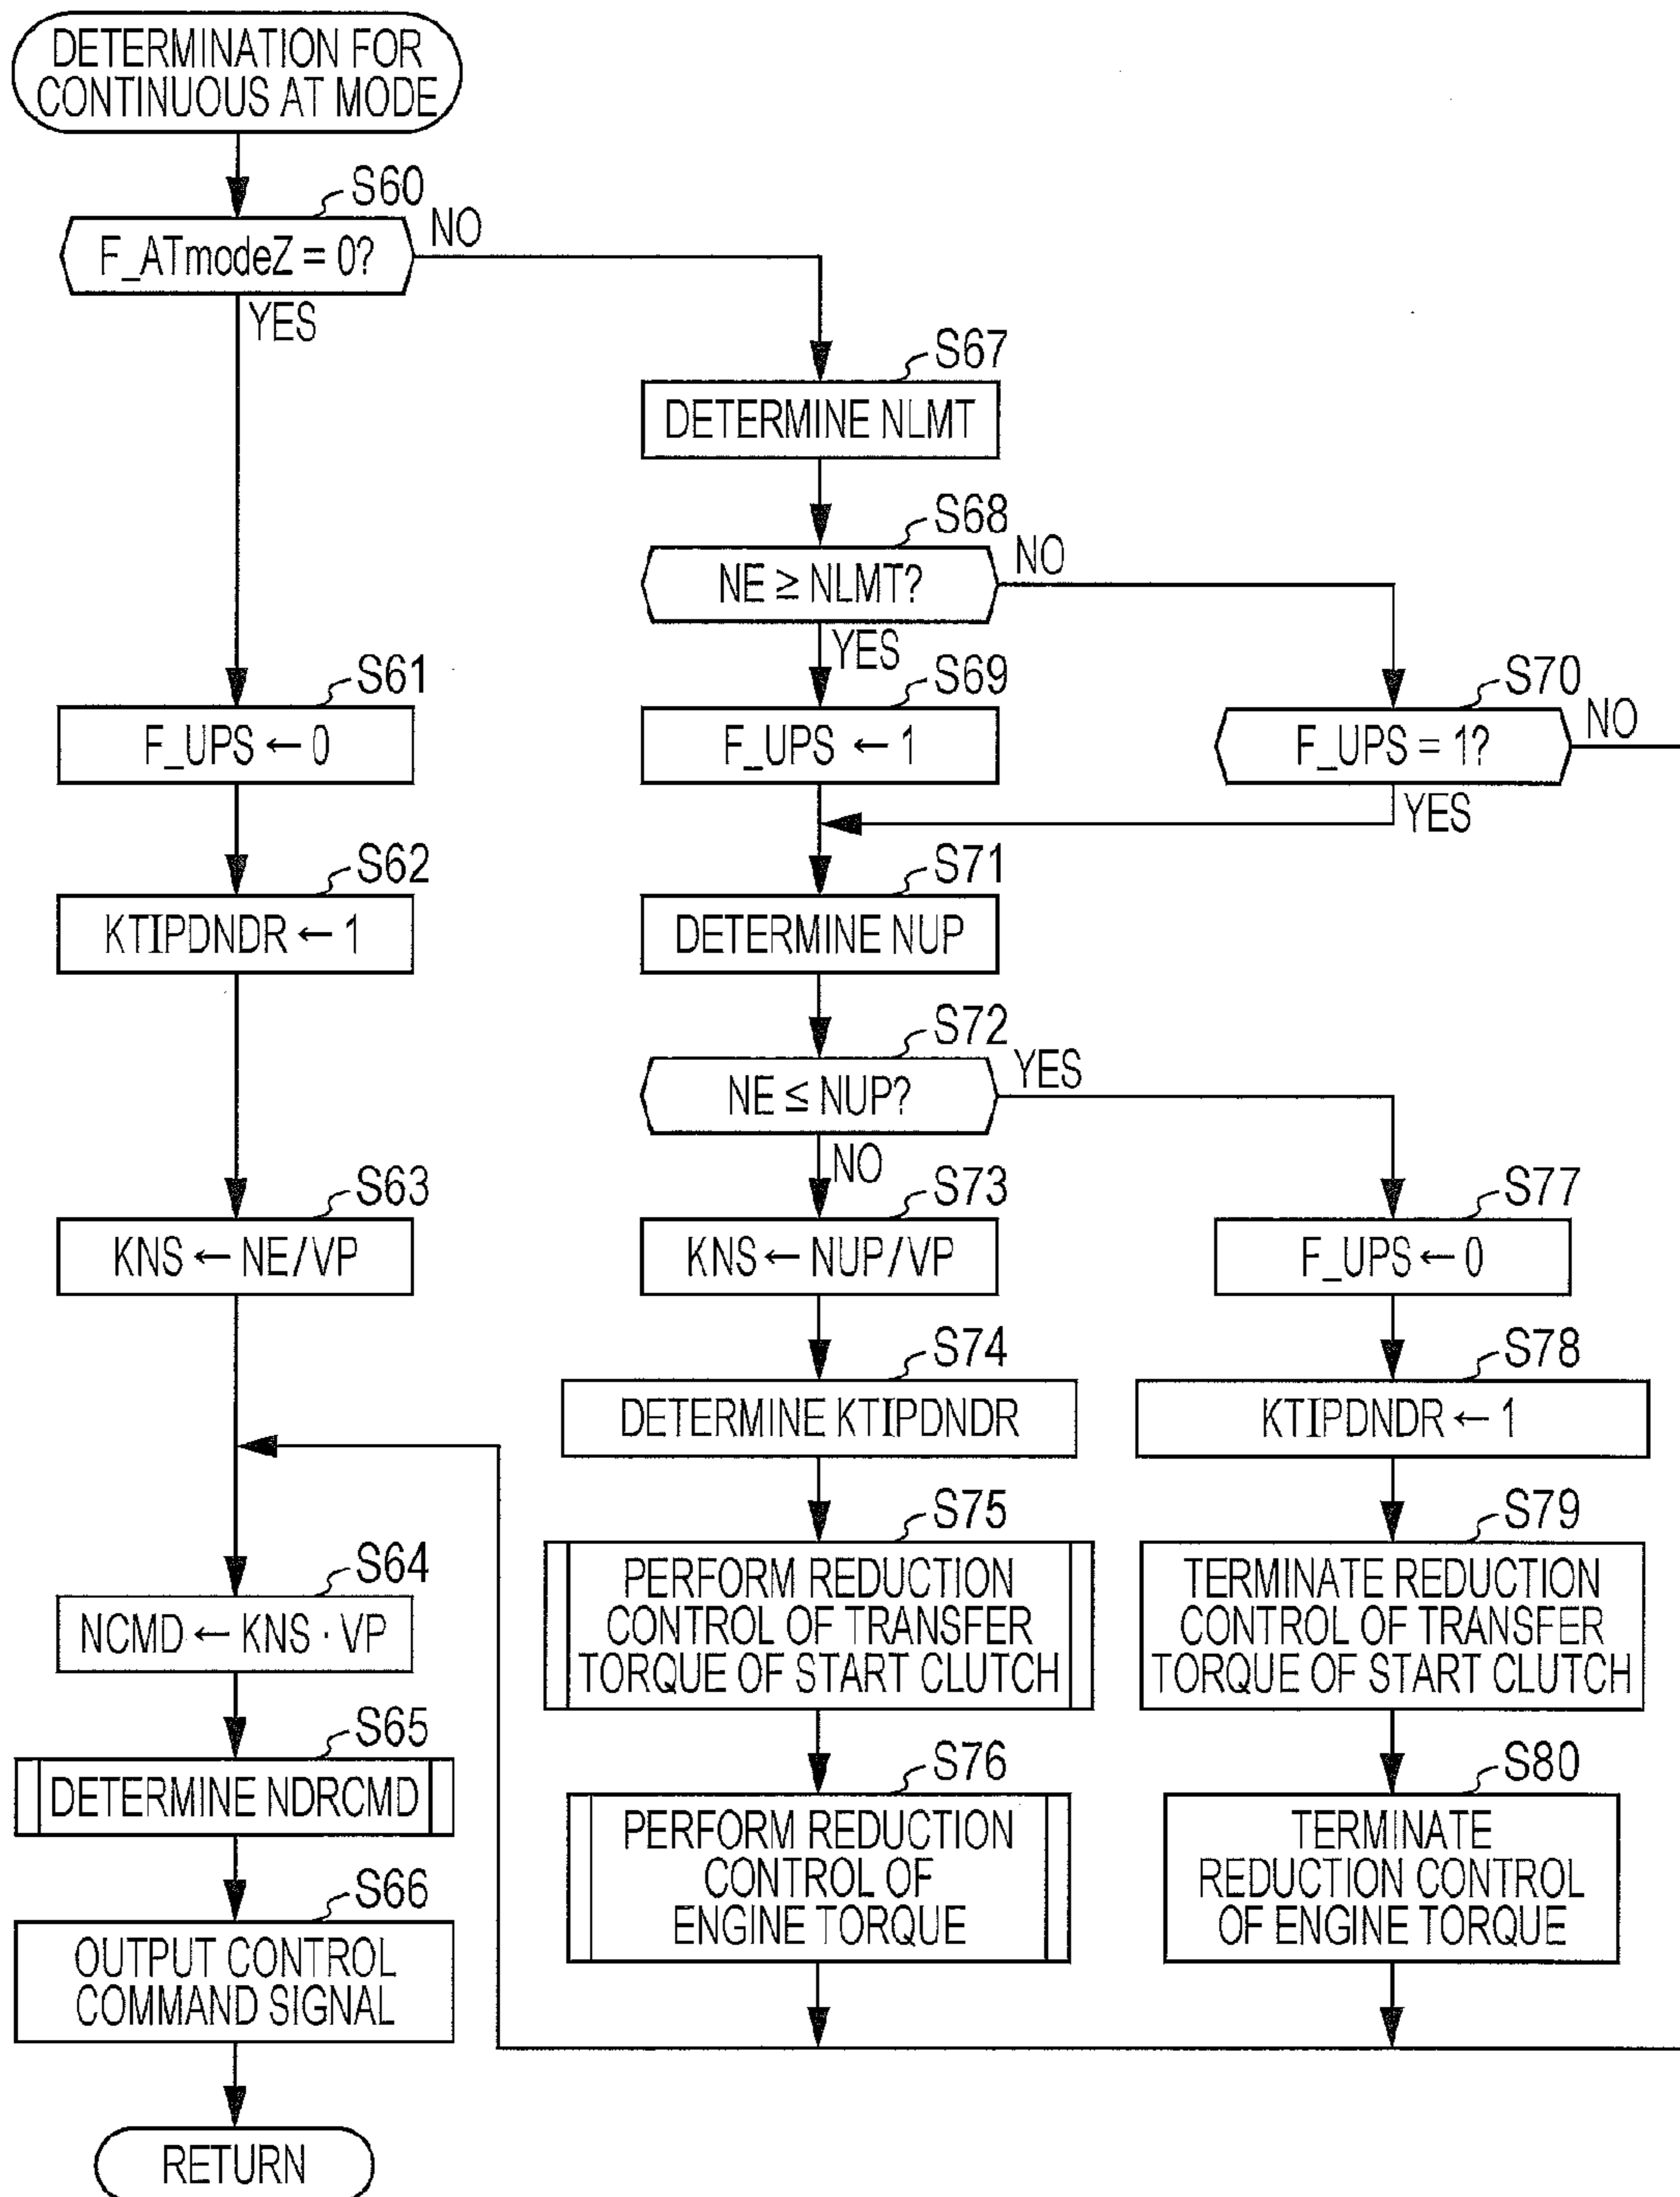 DETERMINATION FOR
CONTINUOUS AT MODE
S60
F_ATmodeZ = 0?
NO
YES
S67
DETERMINE NLMT
S68
NE ≧ NLMT?
NO
YES
S61
F_UPS ← 0
S69
F_UPS ← 1
S70
F_UPS = 1?
NO
YES
S62
KTIPDNDR ← 1
S71
DETERMINE NUP
S72
NE ≤ NUP?
YES
NO
S63
KNS ← NE/VP
S73
KNS ← NUP/VP
S77
F_UPS ← 0
S74
DETERMINE KTIPDNDR
S78
KTIPDNDR ← 1
S75
PERFORM REDUCTION
CONTROL OF TRANSFER
TORQUE OF START CLUTCH
S79
TERMINATE REDUCTION
CONTROL OF TRANSFER
TORQUE OF START CLUTCH
S64
NCMD ← KNS · VP
S65
DETERMINE NDRCMD
S76
PERFORM REDUCTION
CONTROL OF
ENGINE TORQUE
S80
TERMINATE
REDUCTION CONTROL
OF ENGINE TORQUE
S66
OUTPUT CONTROL
COMMAND SIGNAL
RETURN